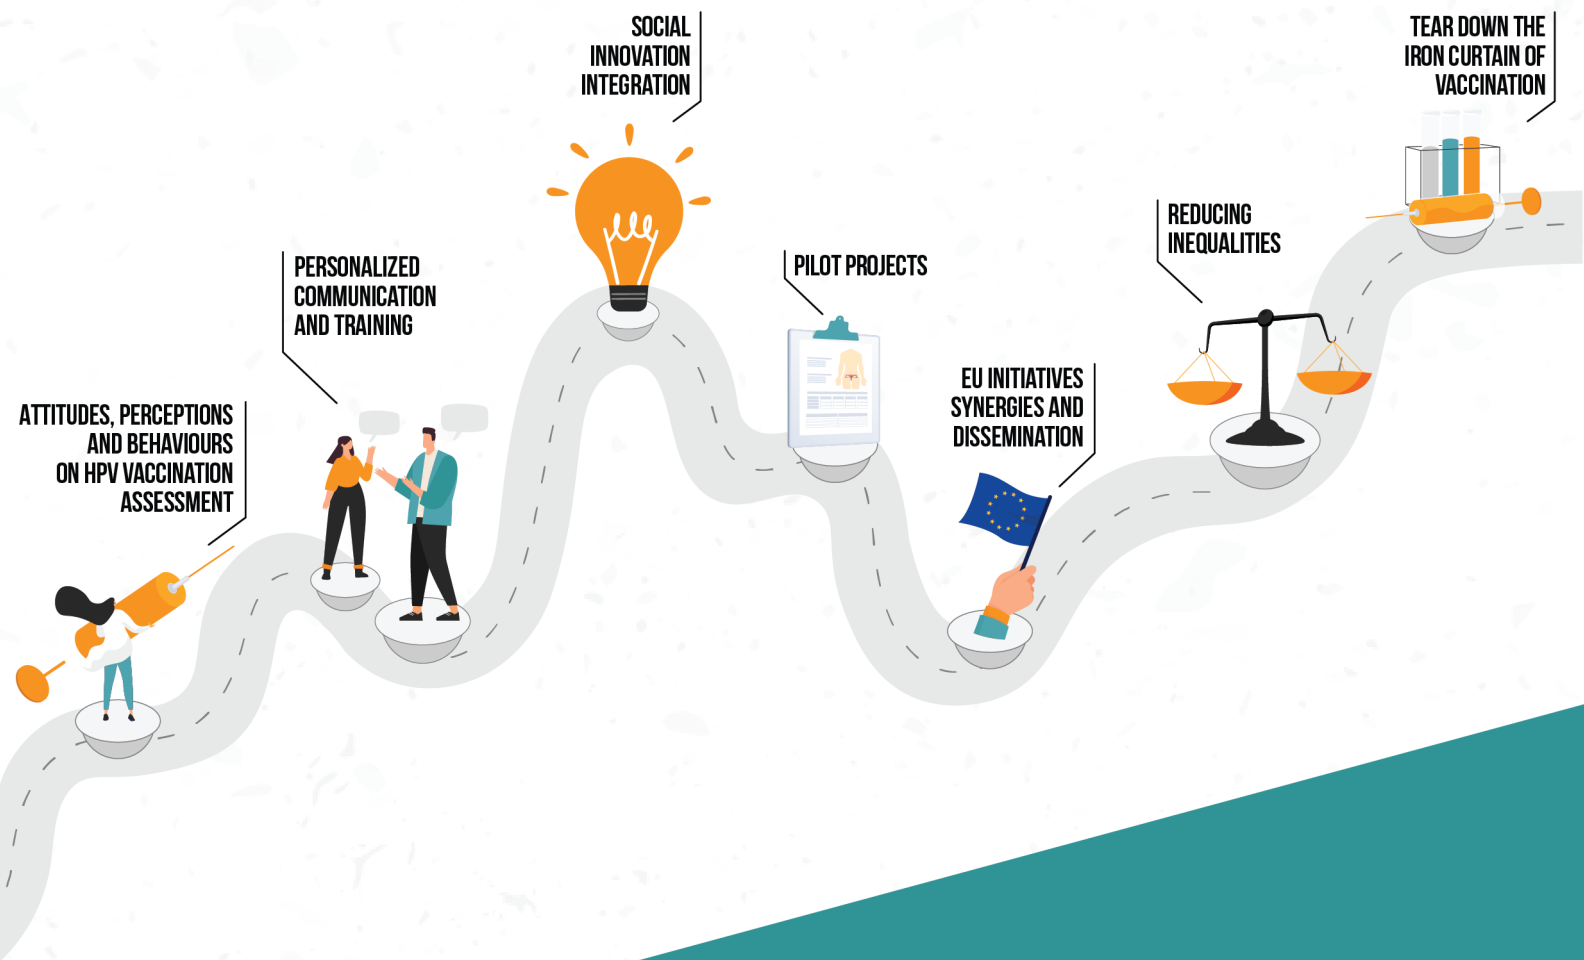 ATTITUDES, PERCEPTIONS
AND BEHAVIOURS
ON HPV VACCINATION
ASSESSMENT
PERSONALIZED
COMMUNICATION
AND TRAINING
SOCIAL
INNOVATION
INTEGRATION
PILOT PROJECTS
EU INITIATIVES
SYNERGIES AND
DISSEMINATION
REDUCING
INEQUALITIES
TEAR DOWN THE
IRON CURTAIN OF
VACCINATION